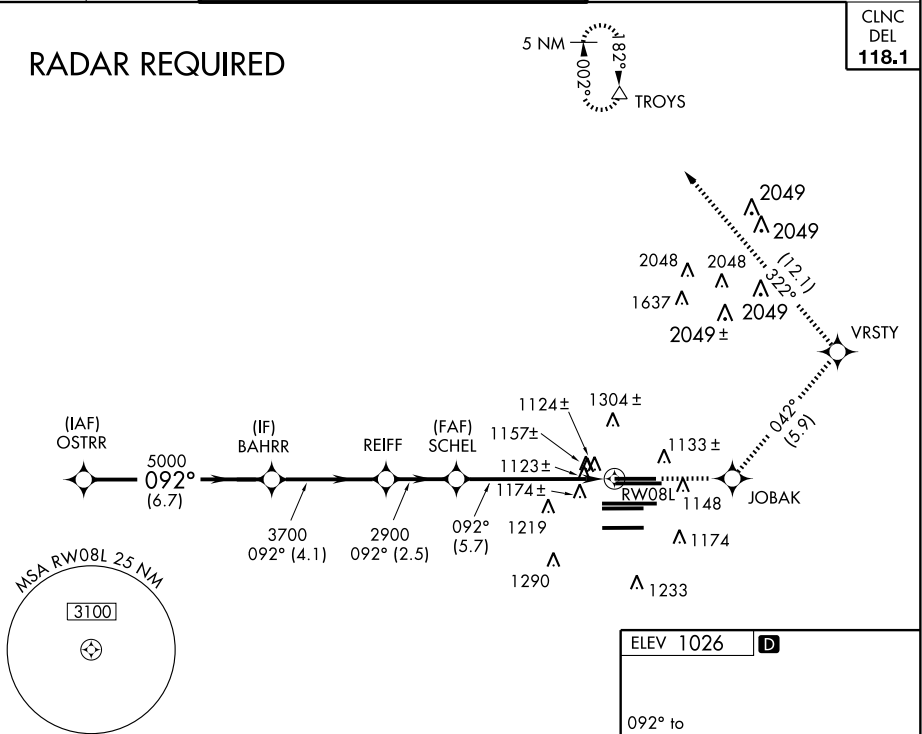 CLNC
DEL
118.1
RADAR REQUIRED
5 NM
002°
182°
TROYS
2049
2049
2048
2048
1637
2049
2049±
(12.1)
322°
VRSTY
042°
(5.9)
(IAF)
OSTRR
(IF)
BAHRR
REIFF
(FAF)
SCHEL
1124±
1304±
1157±
1123±
1174±
1133±
5000
092°
(6.7)
RW08L
1148
JOBAK
3700
092° (4.1)
2900
092° (2.5)
092°
(5.7)
1219
1174
1290
1233
MSA RW08L 25 NM
3100
ELEV 1026
D
092° to